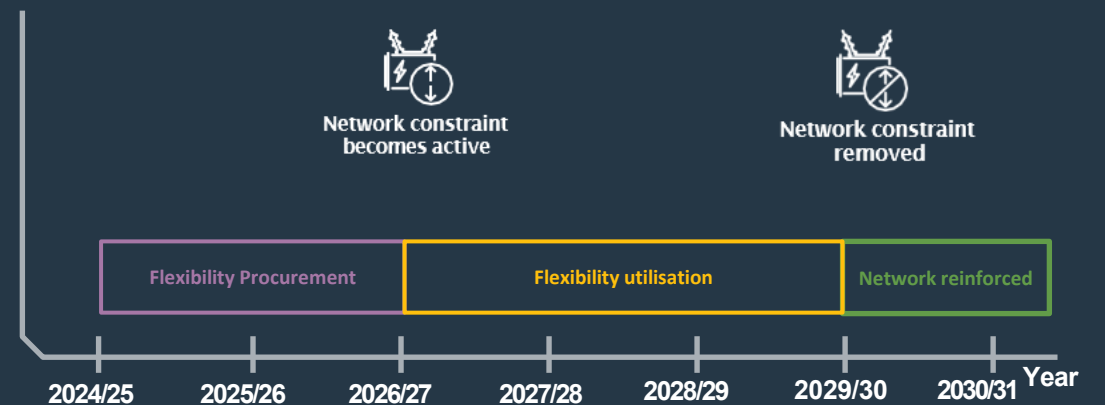 Network constraint
becomes active
Network constraint
removed
Flexibility Procurement
Flexibility utilisation
Network reinforced
2024/25
2025/26
2026/27
2027/28
2028/29
2029/30
2030/31
Year